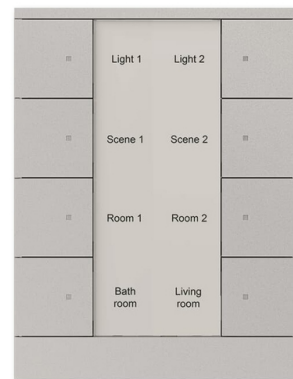 Light 1 Light 2
Scene 1 Scene 2
Room 1 Room 2
Bath Living
room room